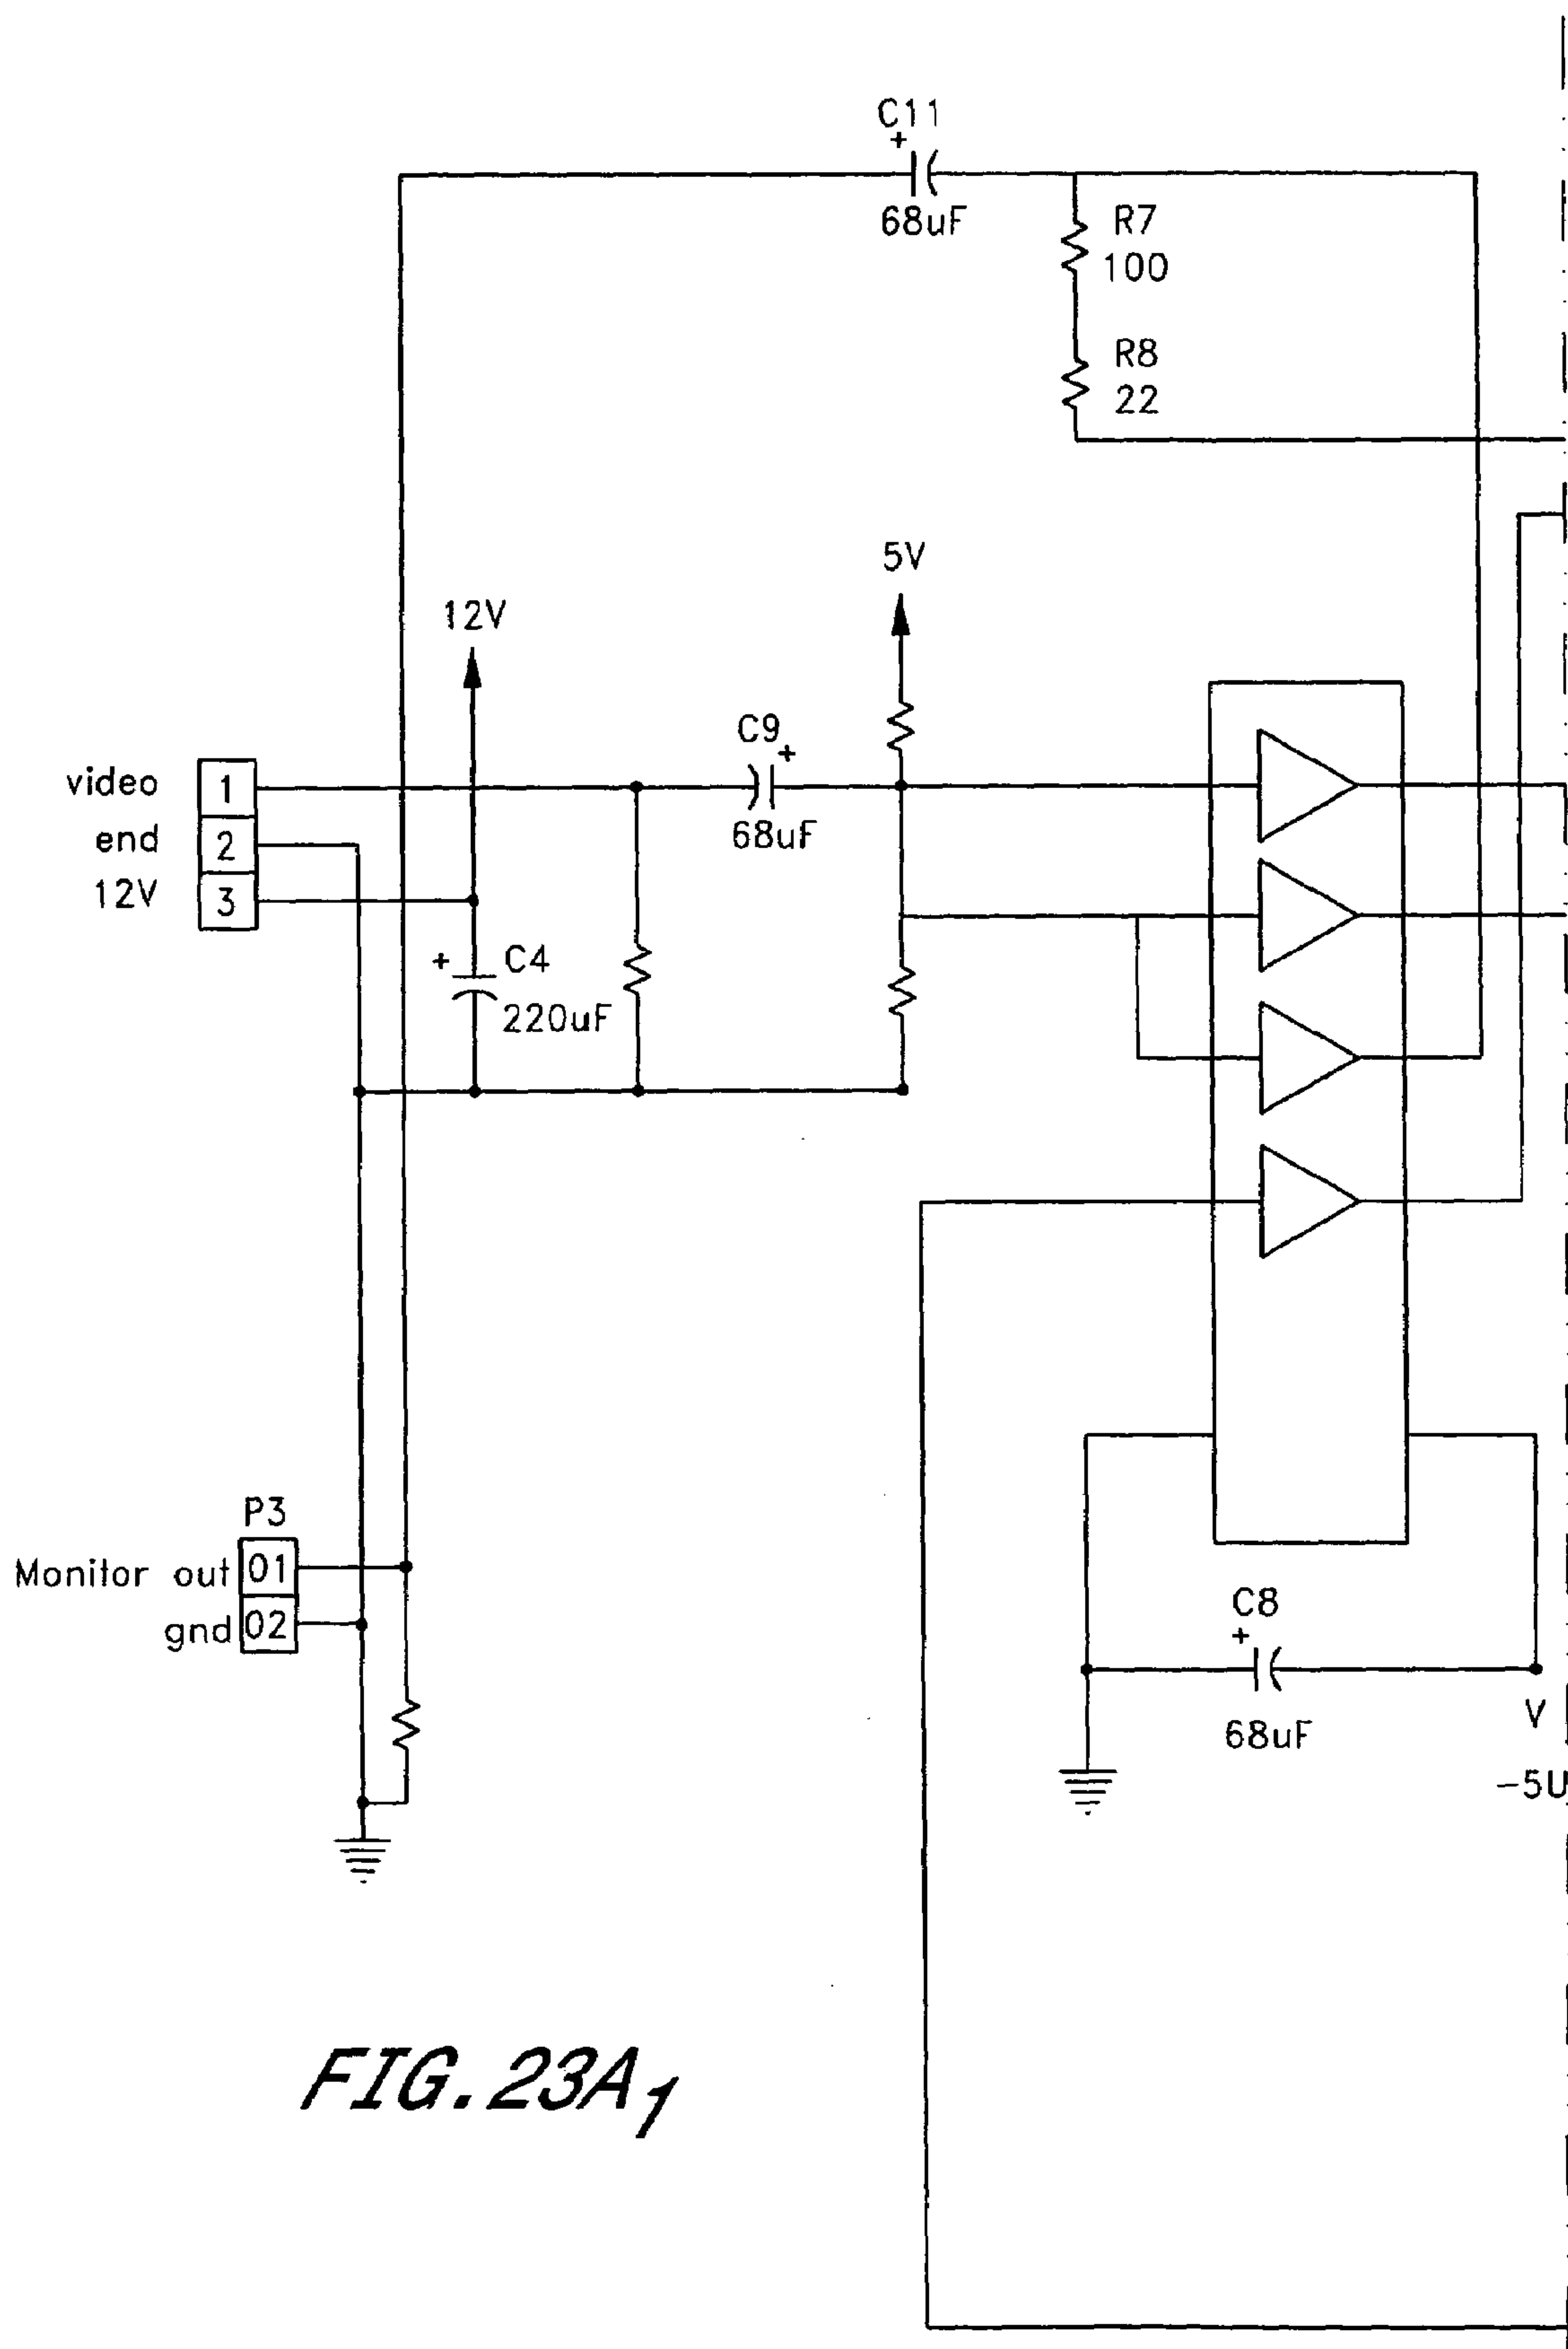 C11
+
68uF
R7
100
R8
22
5V
12V
C9
+
68uF
video 1
end 2
12V 3
+ C4
220uF
P3
Monitor out 01
gnd 02
C8
+
68uF
V
-5U
FIG. 23A1